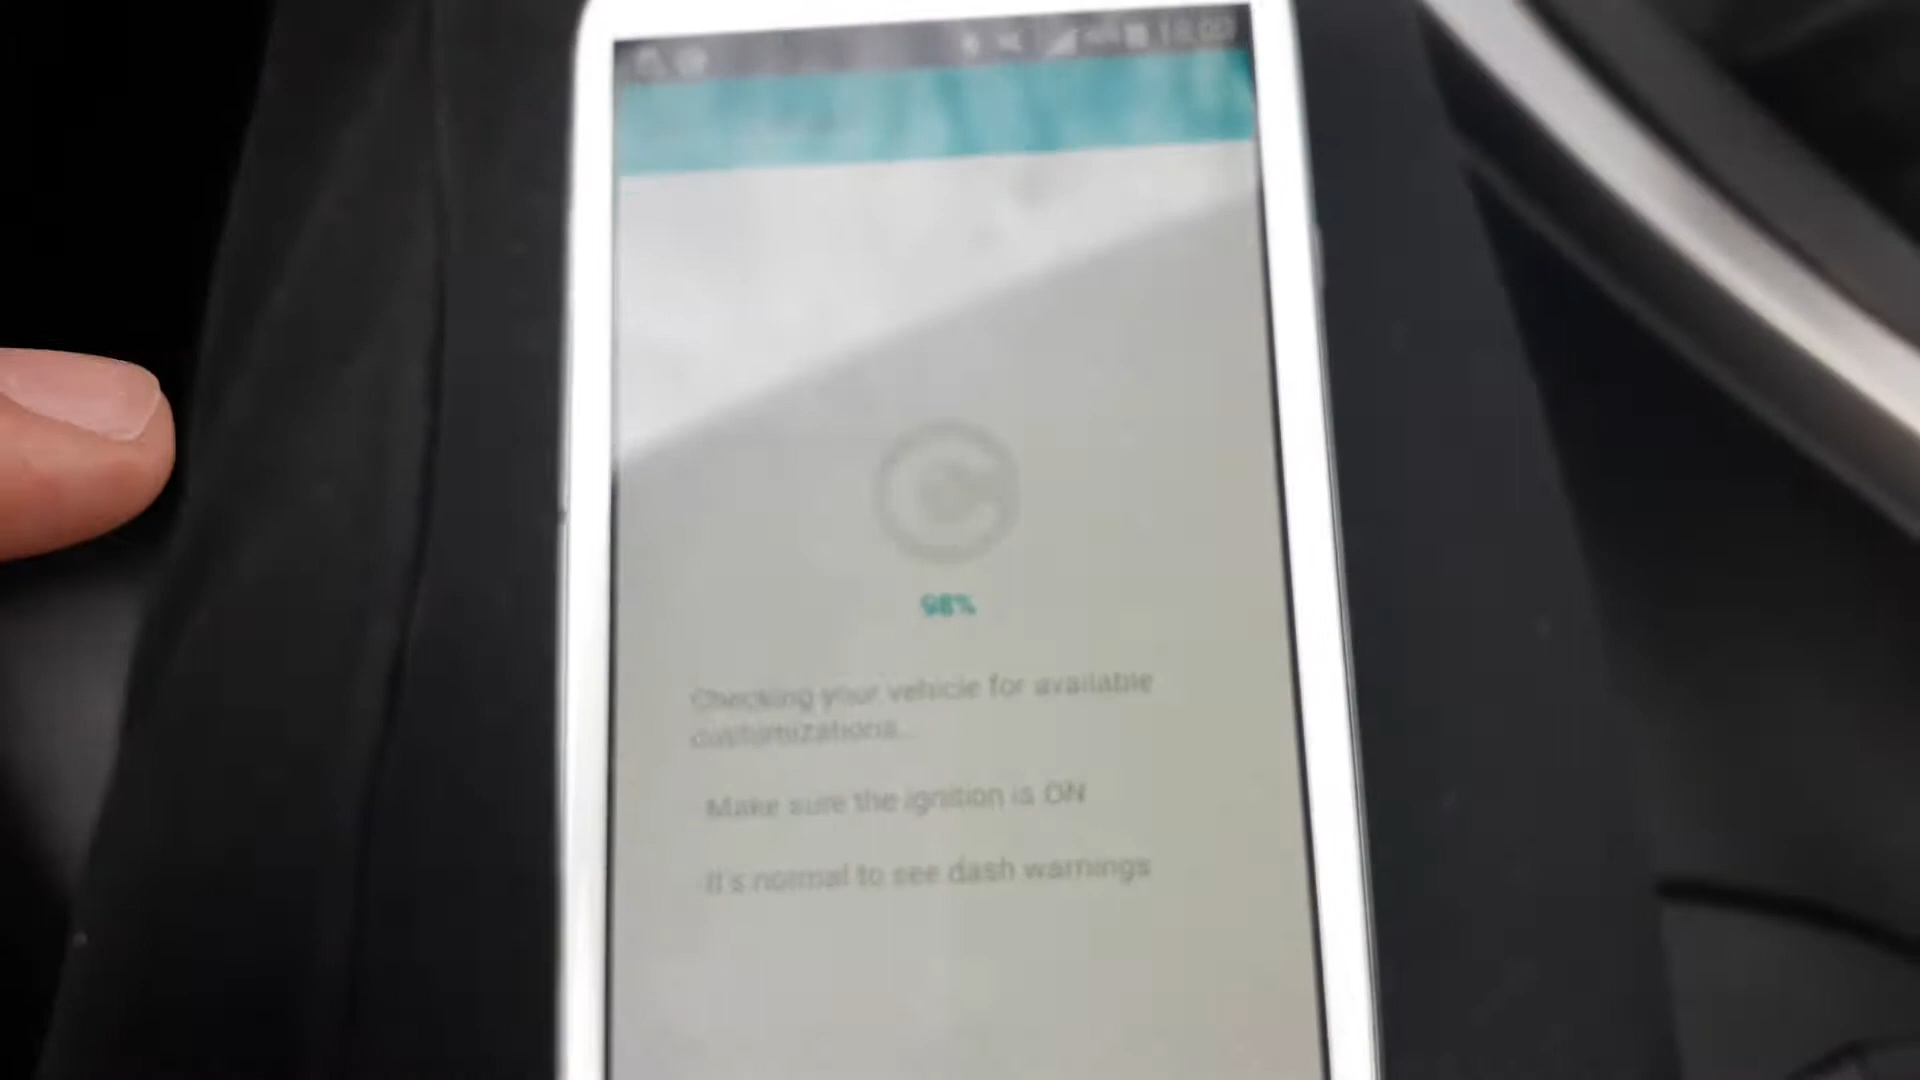 98%
Checking your vehicle for available
customizations...
Make sure the ignition is ON
It's normal to see dash warnings